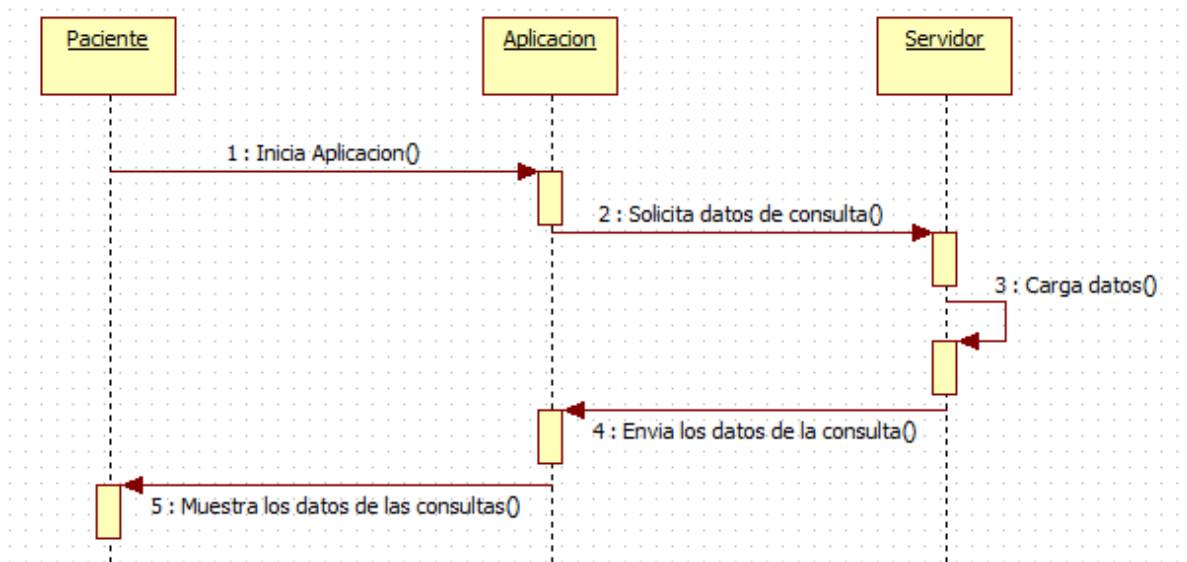 Paciente
Aplicacion
Servidor
1 : Inicia Aplicacion()
2 : Solicita datos de consulta()
3 : Carga datos()
4 : Envia los datos de la consulta()
5 : Muestra los datos de las consultas()